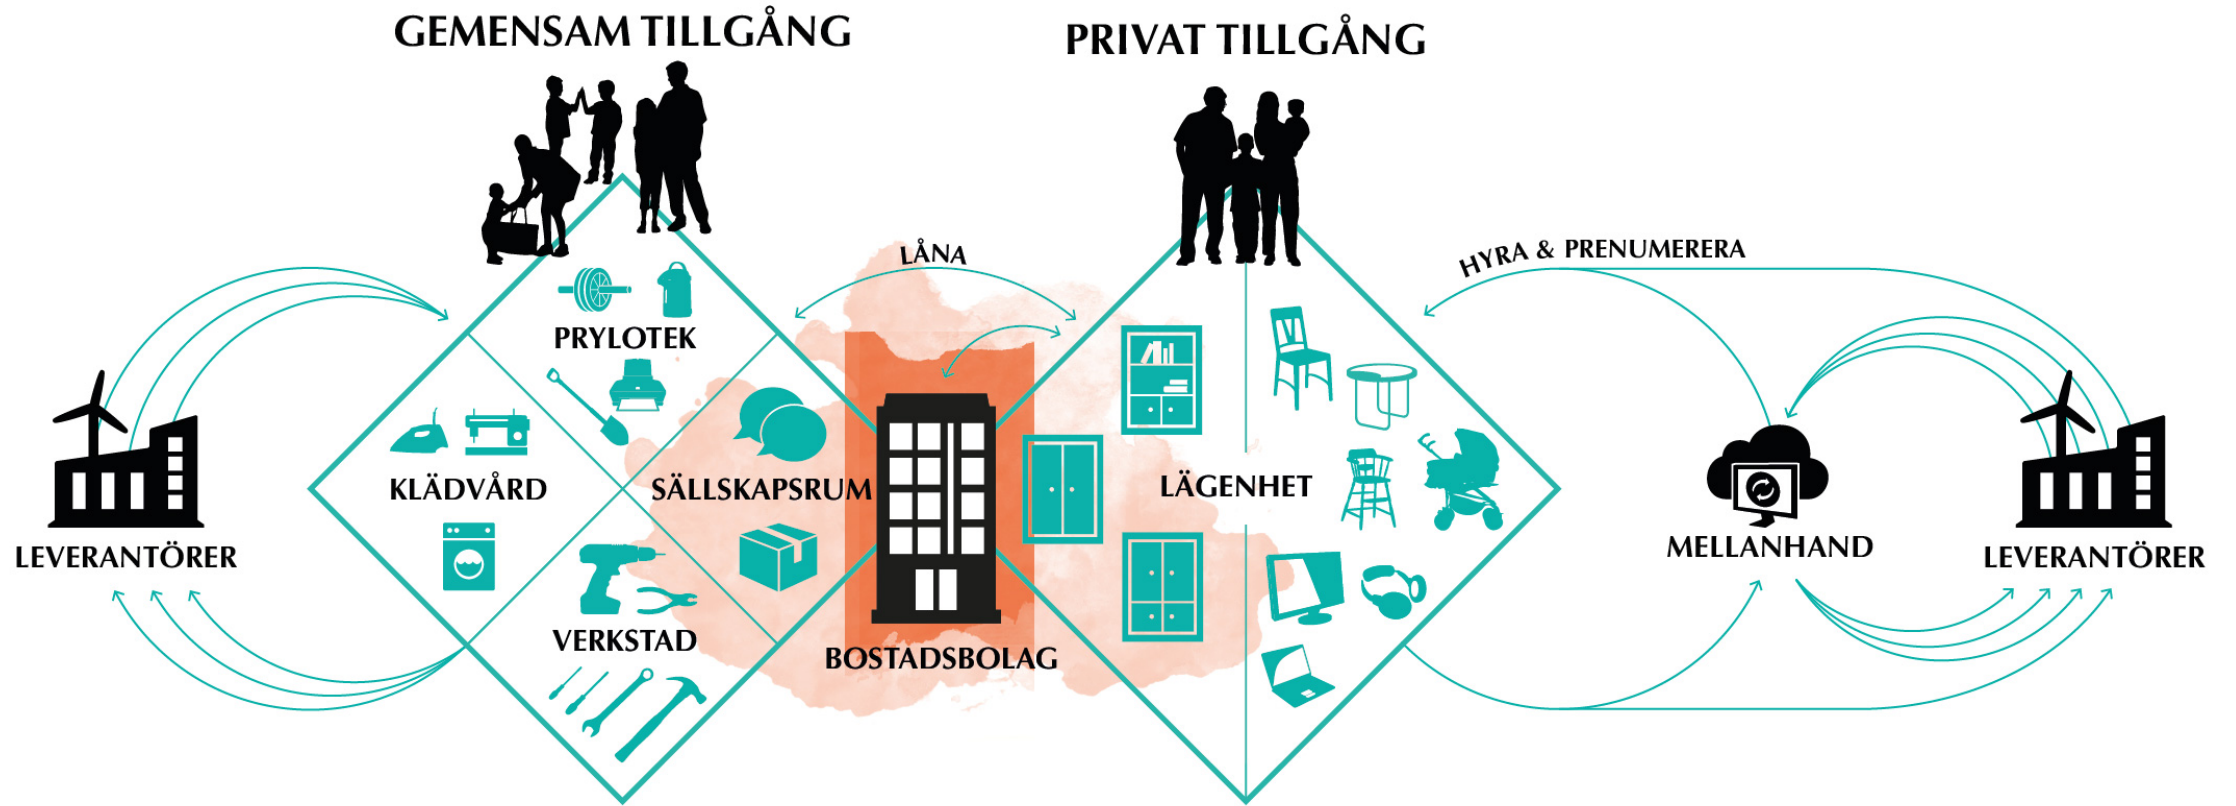 GEMENSAM TILLGÅNG
PRIVAT TILLGÅNG
LÅNA
HYRA & PRENUMERERA
PRYLOTEK
KLÄDVÅRD
SÄLLSKAPSRUM
LÄGENHET
LEVERANTÖRER
MELLANHAND
LEVERANTÖRER
VERKSTAD
BOSTADSBOLAG